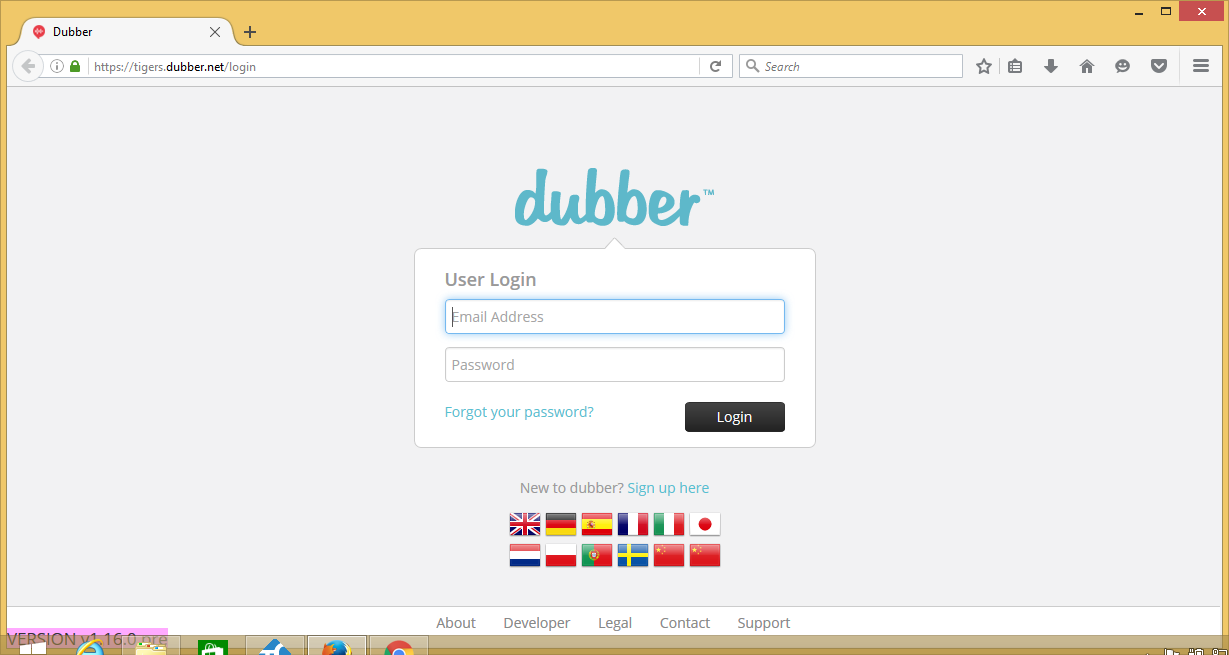 Dubber
https://tigers.dubber.net/login
Search
dubber™
User Login
Email Address
Password
Forgot your password?
Login
New to dubber? Sign up here
About Developer Legal Contact Support
VERSION v1.16.0.pre